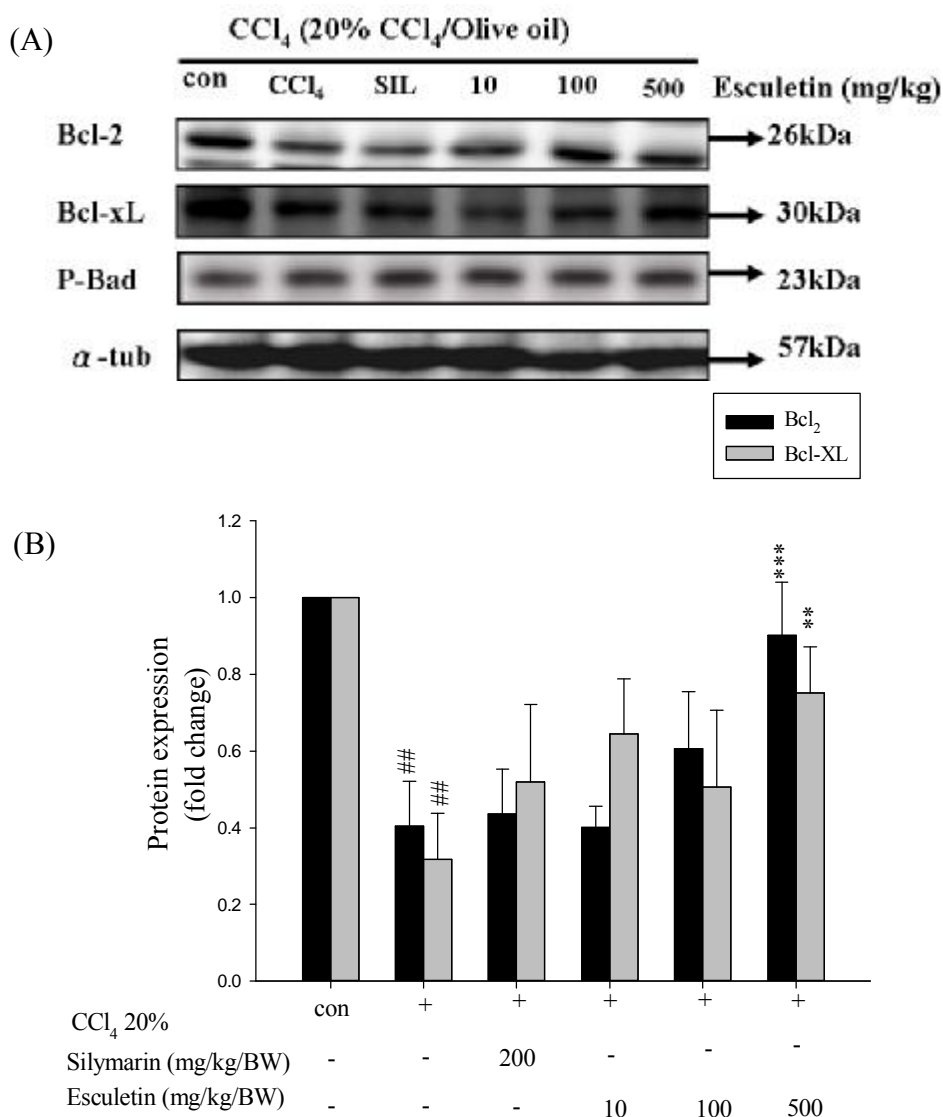 (A)
CCl₄ (20% CCl₄/Olive oil)
con CCl₄ SIL 10 100 500 Esculetin (mg/kg)
Bcl-2 26kDa
Bcl-xL 30kDa
P-Bad 23kDa
α-tub 57kDa
Bcl₂
Bcl-XL
(B)
Protein expression
(fold change)
1.2
1.0
0.8
0.6
0.4
0.2
0.0
## ## *** **
con + + + + +
CCl₄ 20%
Silymarin (mg/kg/BW) - - 200 - - -
Esculetin (mg/kg/BW) - - - 10 100 500